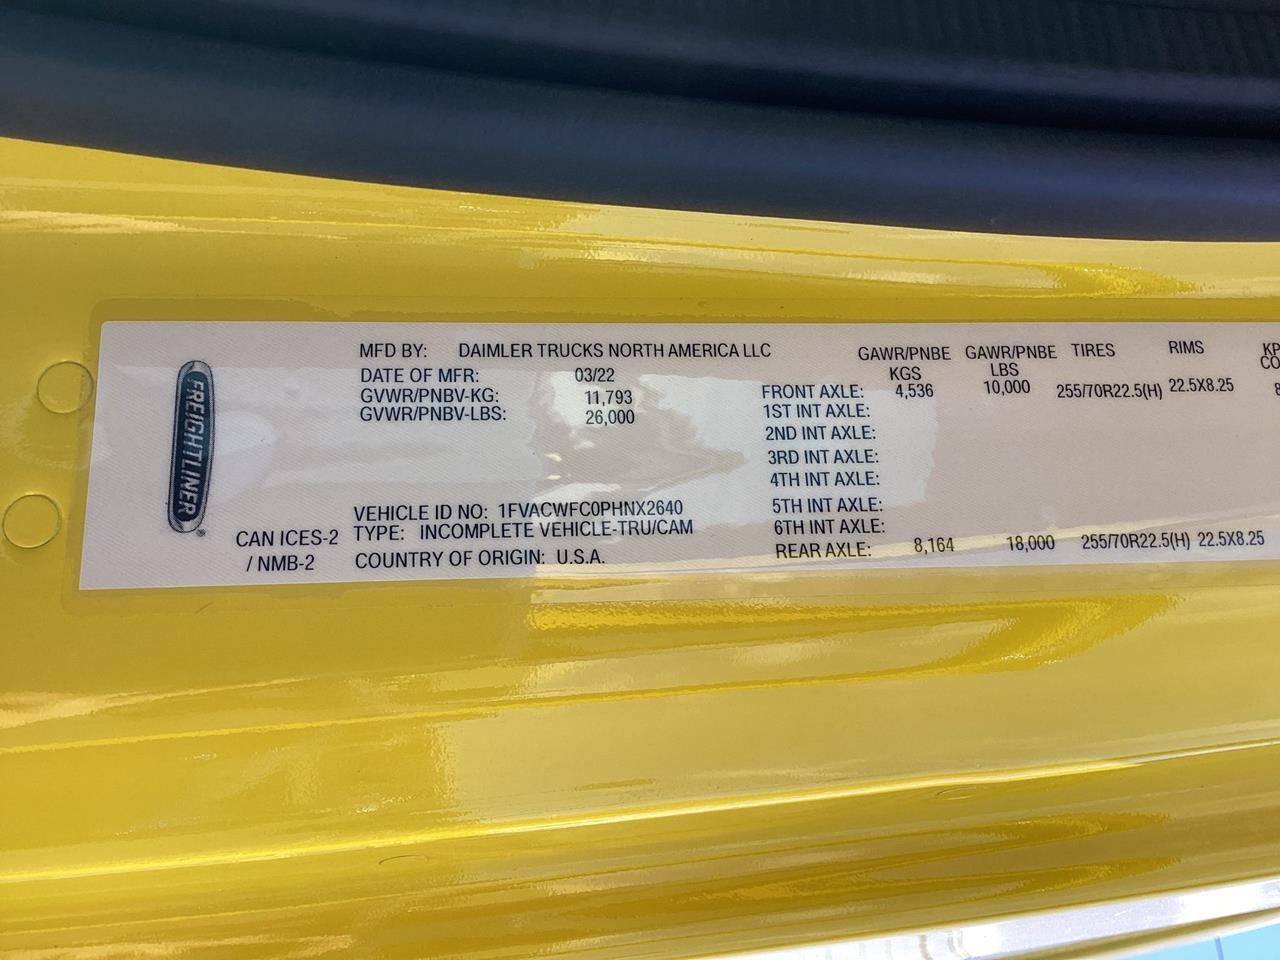 FREIGHTLINER
CAN ICES-2
/ NMB-2
MFD BY: DAIMLER TRUCKS NORTH AMERICA LLC
DATE OF MFR: 03/22
GVWR/PNBV-KG: 11,793
GVWR/PNBV-LBS: 26,000
VEHICLE ID NO: 1FVACWFC0PHNX2640
TYPE: INCOMPLETE VEHICLE-TRU/CAM
COUNTRY OF ORIGIN: U.S.A.
GAWR/PNBE GAWR/PNBE TIRES RIMS
KGS LBS
FRONT AXLE: 4,536 10,000 255/70R22.5(H) 22.5X8.25
1ST INT AXLE:
2ND INT AXLE:
3RD INT AXLE:
4TH INT AXLE:
5TH INT AXLE:
6TH INT AXLE:
REAR AXLE: 8,164 18,000 255/70R22.5(H) 22.5X8.25